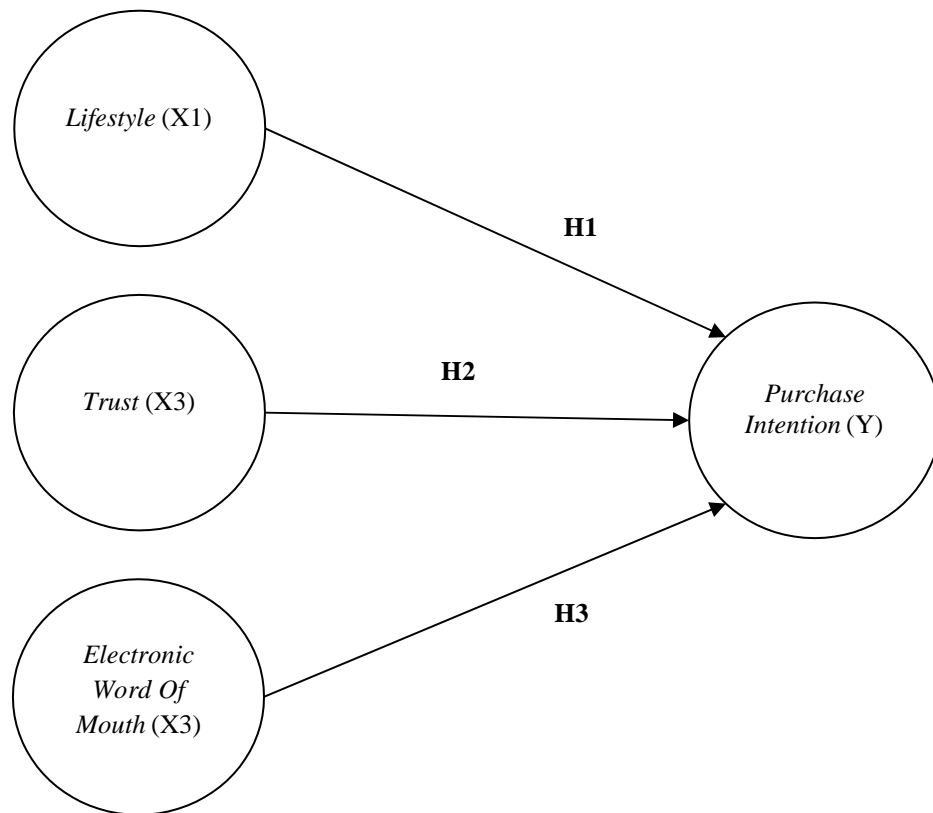 Lifestyle (X1)
H1
Trust (X3)
H2
Purchase
Intention (Y)
Electronic
Word Of
Mouth (X3)
H3